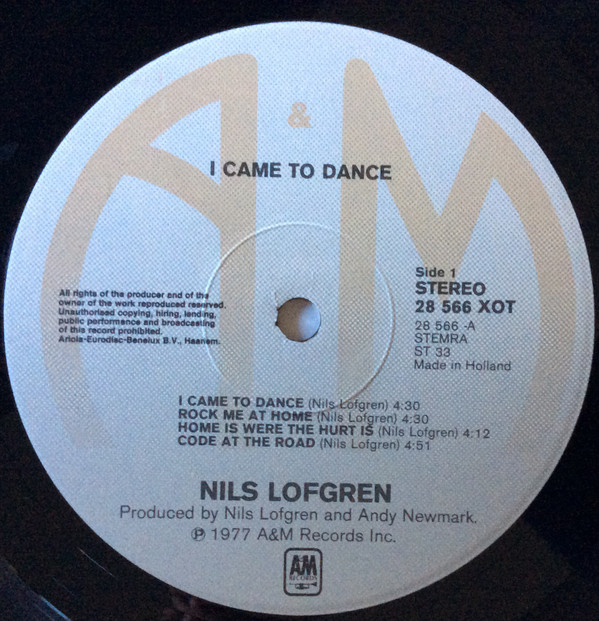 A & M
I CAME TO DANCE
Side 1
STEREO
28 566 XOT
28 566 -A
STEMRA
ST 33
Made in Holland
All rights of the producer and of the
owner of the work reproduced reserved.
Unauthorised copying, hiring, lending,
public performance and broadcasting
of this record prohibited.
Ariola-Eurodisc-Benelux B.V., Haarlem.
I CAME TO DANCE (Nils Lofgren) 4:30
ROCK ME AT HOME (Nils Lofgren) 4:30
HOME IS WERE THE HURT IS (Nils Lofgren) 4:12
CODE AT THE ROAD (Nils Lofgren) 4:51
NILS LOFGREN
Produced by Nils Lofgren and Andy Newmark.
℗ 1977 A&M Records Inc.
A&M
RECORDS